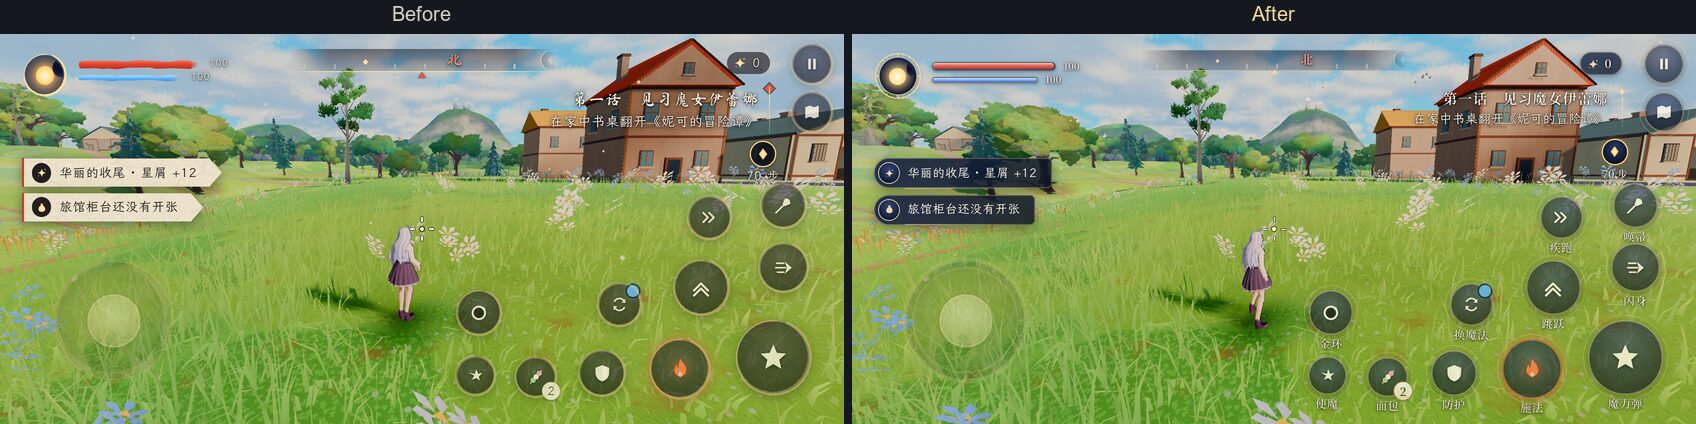 Before
After
100
100
北
0
第一话 见习魔女伊蕾娜
在家中书桌翻开《妮可的冒险谭》
70 步
华丽的收尾・星屑 +12
旅馆柜台还没有开张
2
100
100
北
0
第一话 见习魔女伊蕾娜
在家中书桌翻开《妮可的冒险谭》
70 步
华丽的收尾・星屑 +12
旅馆柜台还没有开张
疾跑
唤帚
闪身
跳跃
换魔法
金环
使魔
面包
2
防护
施法
魔力弹